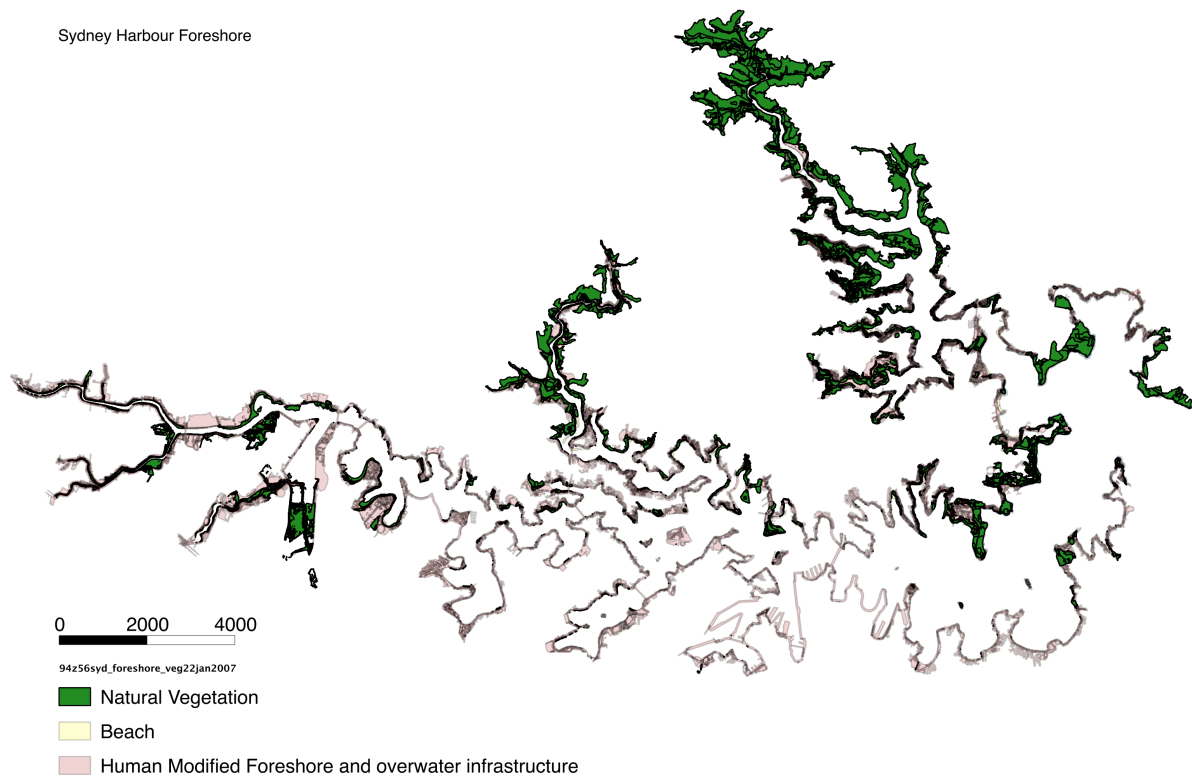 Sydney Harbour Foreshore
0 2000 4000
94z56syd_foreshore_veg22jan2007
Natural Vegetation
Beach
Human Modified Foreshore and overwater infrastructure